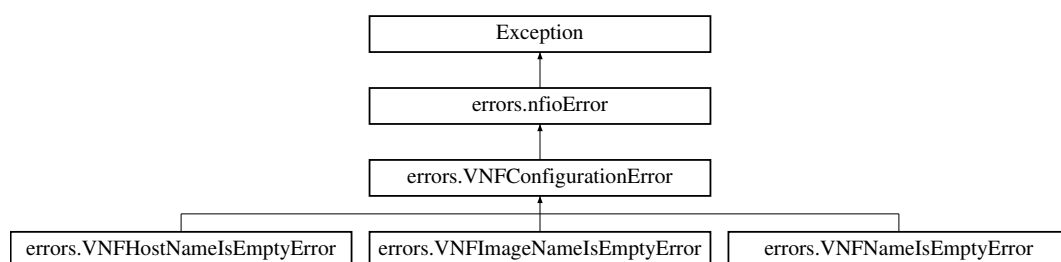 Exception
errors.nfioError
errors.VNFConfigurationError
errors.VNFHostNameIsEmptyError
errors.VNFImageNameIsEmptyError
errors.VNFNameIsEmptyError